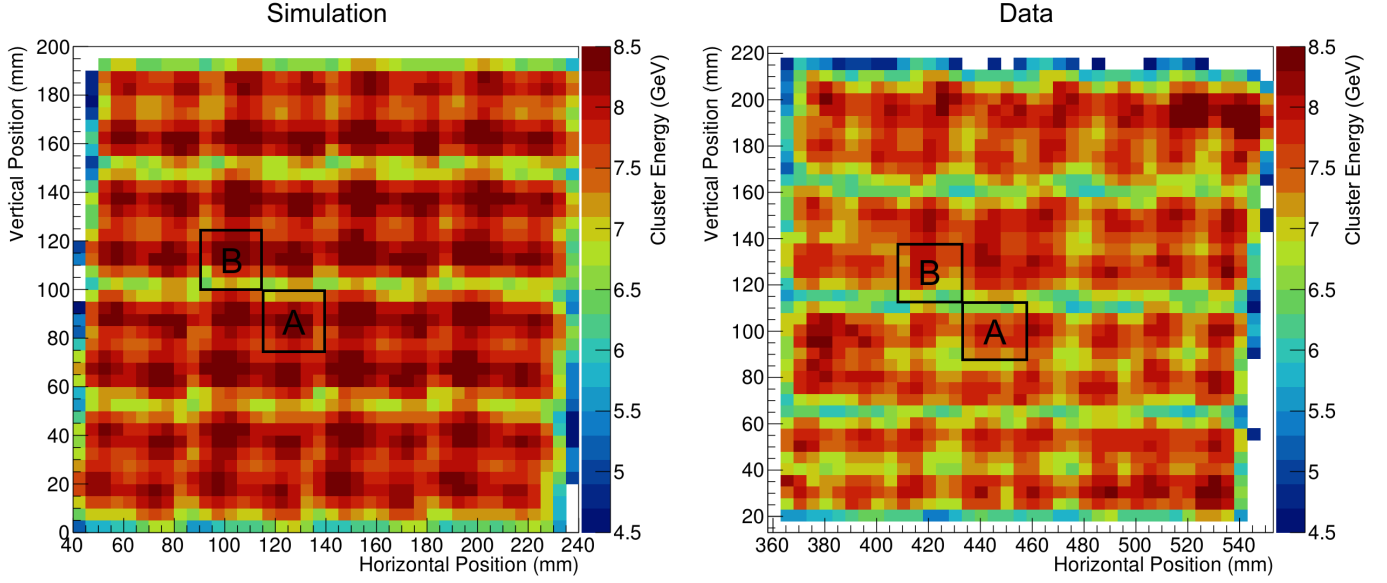 Simulation
Data
Vertical Position (mm)
200
180
160
140
120
100
80
60
40
20
0
B
A
40 60 80 100 120 140 160 180 200 220 240
Horizontal Position (mm)
8.5
8
7.5
7
6.5
6
5.5
5
4.5
Cluster Energy (GeV)
Vertical Position (mm)
220
200
180
160
140
120
100
80
60
40
20
B
A
360 380 400 420 440 460 480 500 520 540
Horizontal Position (mm)
8.5
8
7.5
7
6.5
6
5.5
5
4.5
Cluster Energy (GeV)